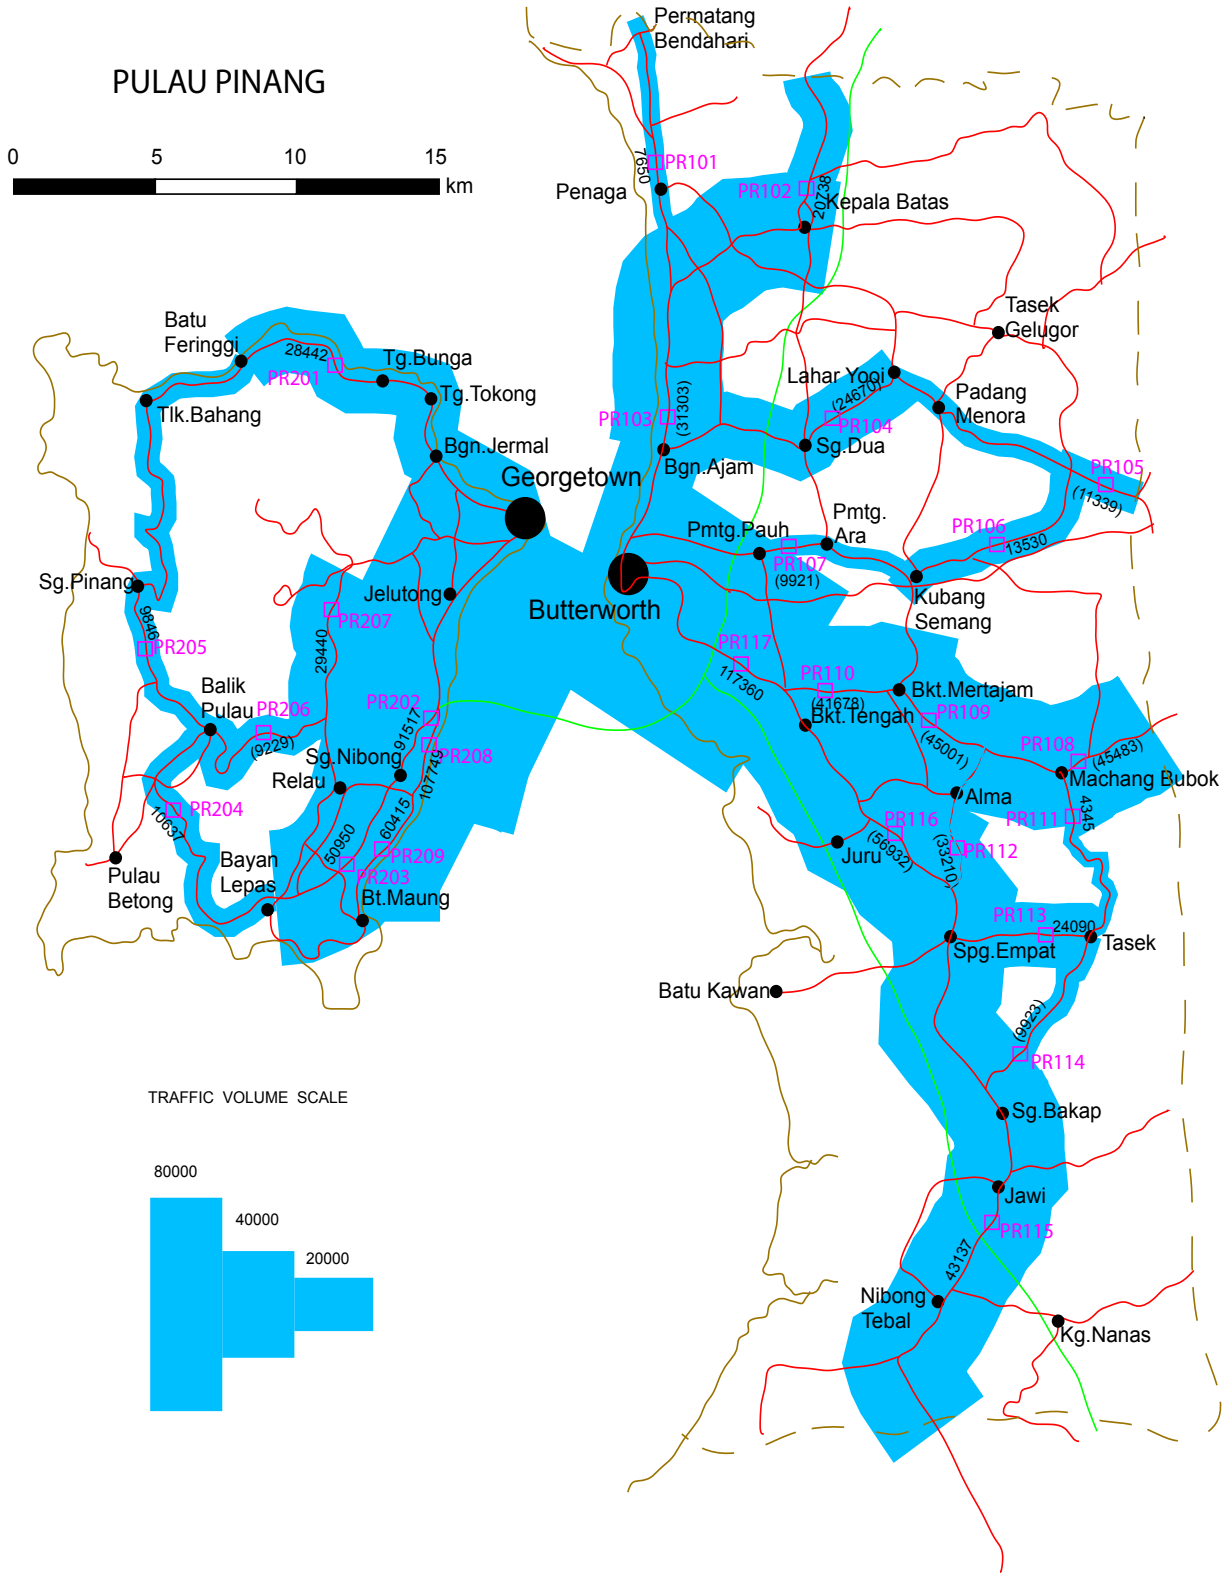 PULAU PINANG
0 5 10 15
km
Permatang
Bendahari
7650
PR101
Penaga
PR102
20738
Kepala Batas
Tasek
Gelugor
Batu
Feringgi
28442
PR201
Tg.Bunga
Tg.Tokong
Tlk.Bahang
Bgn.Jermal
Georgetown
Lahar Yooi
(24670)
PR104
Padang
Menora
PR103
(31303)
Bgn.Ajam
Sg.Dua
PR105
(11339)
Pmtg.Pauh
Pmtg.
Ara
PR106
13530
PR107
(9921)
Kubang
Semang
Butterworth
Sg.Pinang
9846
PR205
Jelutong
PR207
29440
Balik
Pulau
PR206
(9229)
PR202
91517
PR208
107749
Sg.Nibong
Relau
PR204
10637
60415
50950
PR209
PR203
Bayan
Lepas
Bt.Maung
Pulau
Betong
PR117
117360
PR110
(41678)
Bkt.Mertajam
Bkt.Tengah
PR109
(45001)
PR108
(45483)
Machang Bubok
Alma
PR111
4345
PR116
(56932)
Juru
(33210)
PR112
PR113
24090
Spg.Empat
Tasek
Batu Kawan
(9923)
PR114
Sg.Bakap
Jawi
PR115
43137
Nibong
Tebal
Kg.Nanas
TRAFFIC VOLUME SCALE
80000
40000
20000